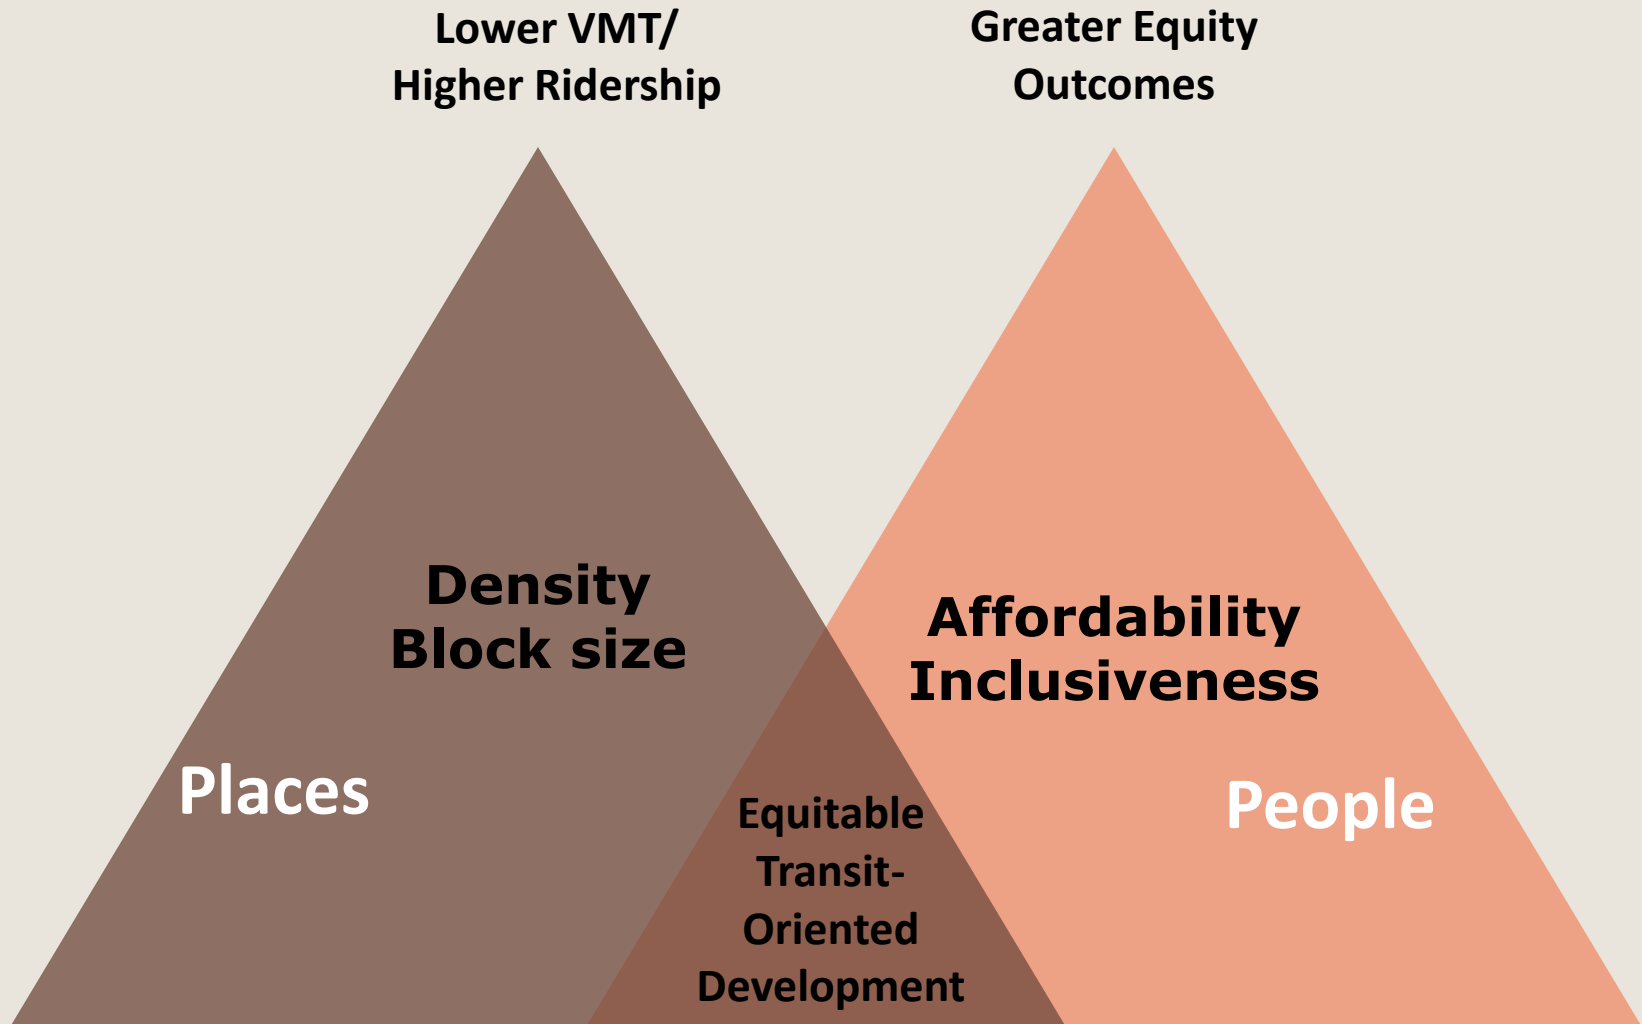 Lower VMT/
Higher Ridership
Greater Equity
Outcomes
Density
Block size
Affordability
Inclusiveness
Places
People
Equitable
Transit-
Oriented
Development